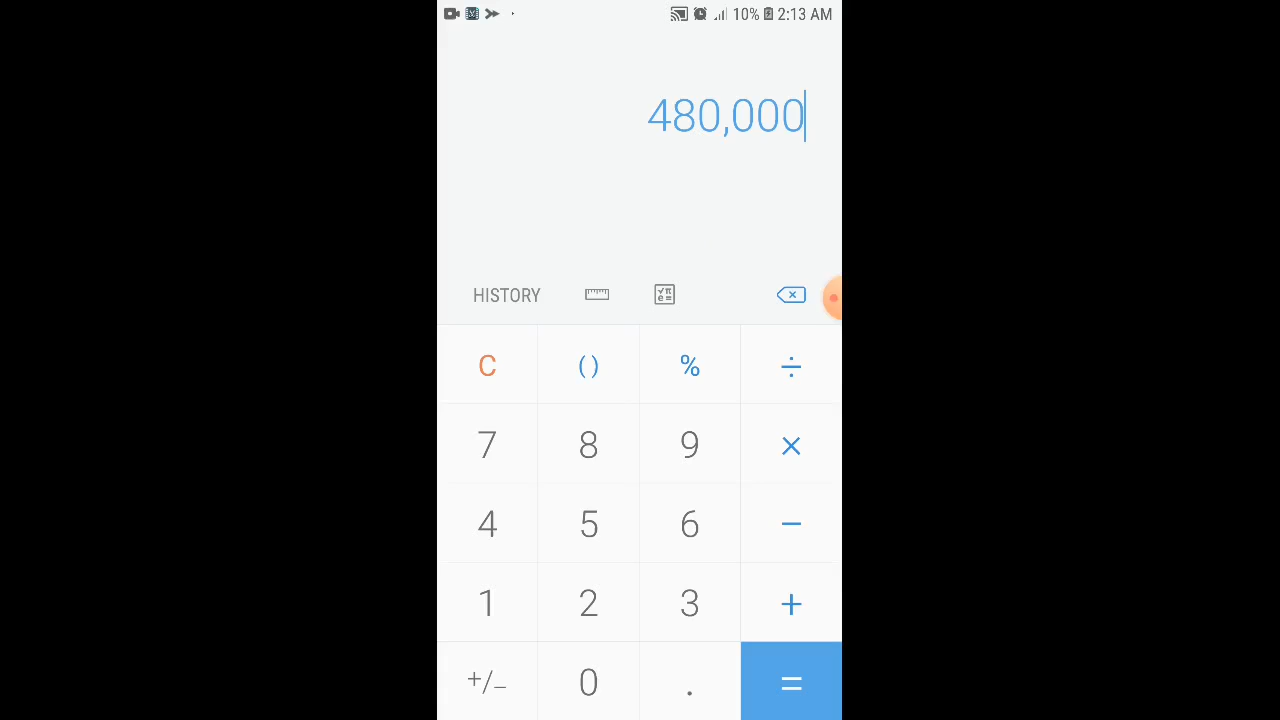 10% 2:13 AM
480,000
HISTORY
C ( ) % ÷
7 8 9 ×
4 5 6 −
1 2 3 +
+/− 0 . =